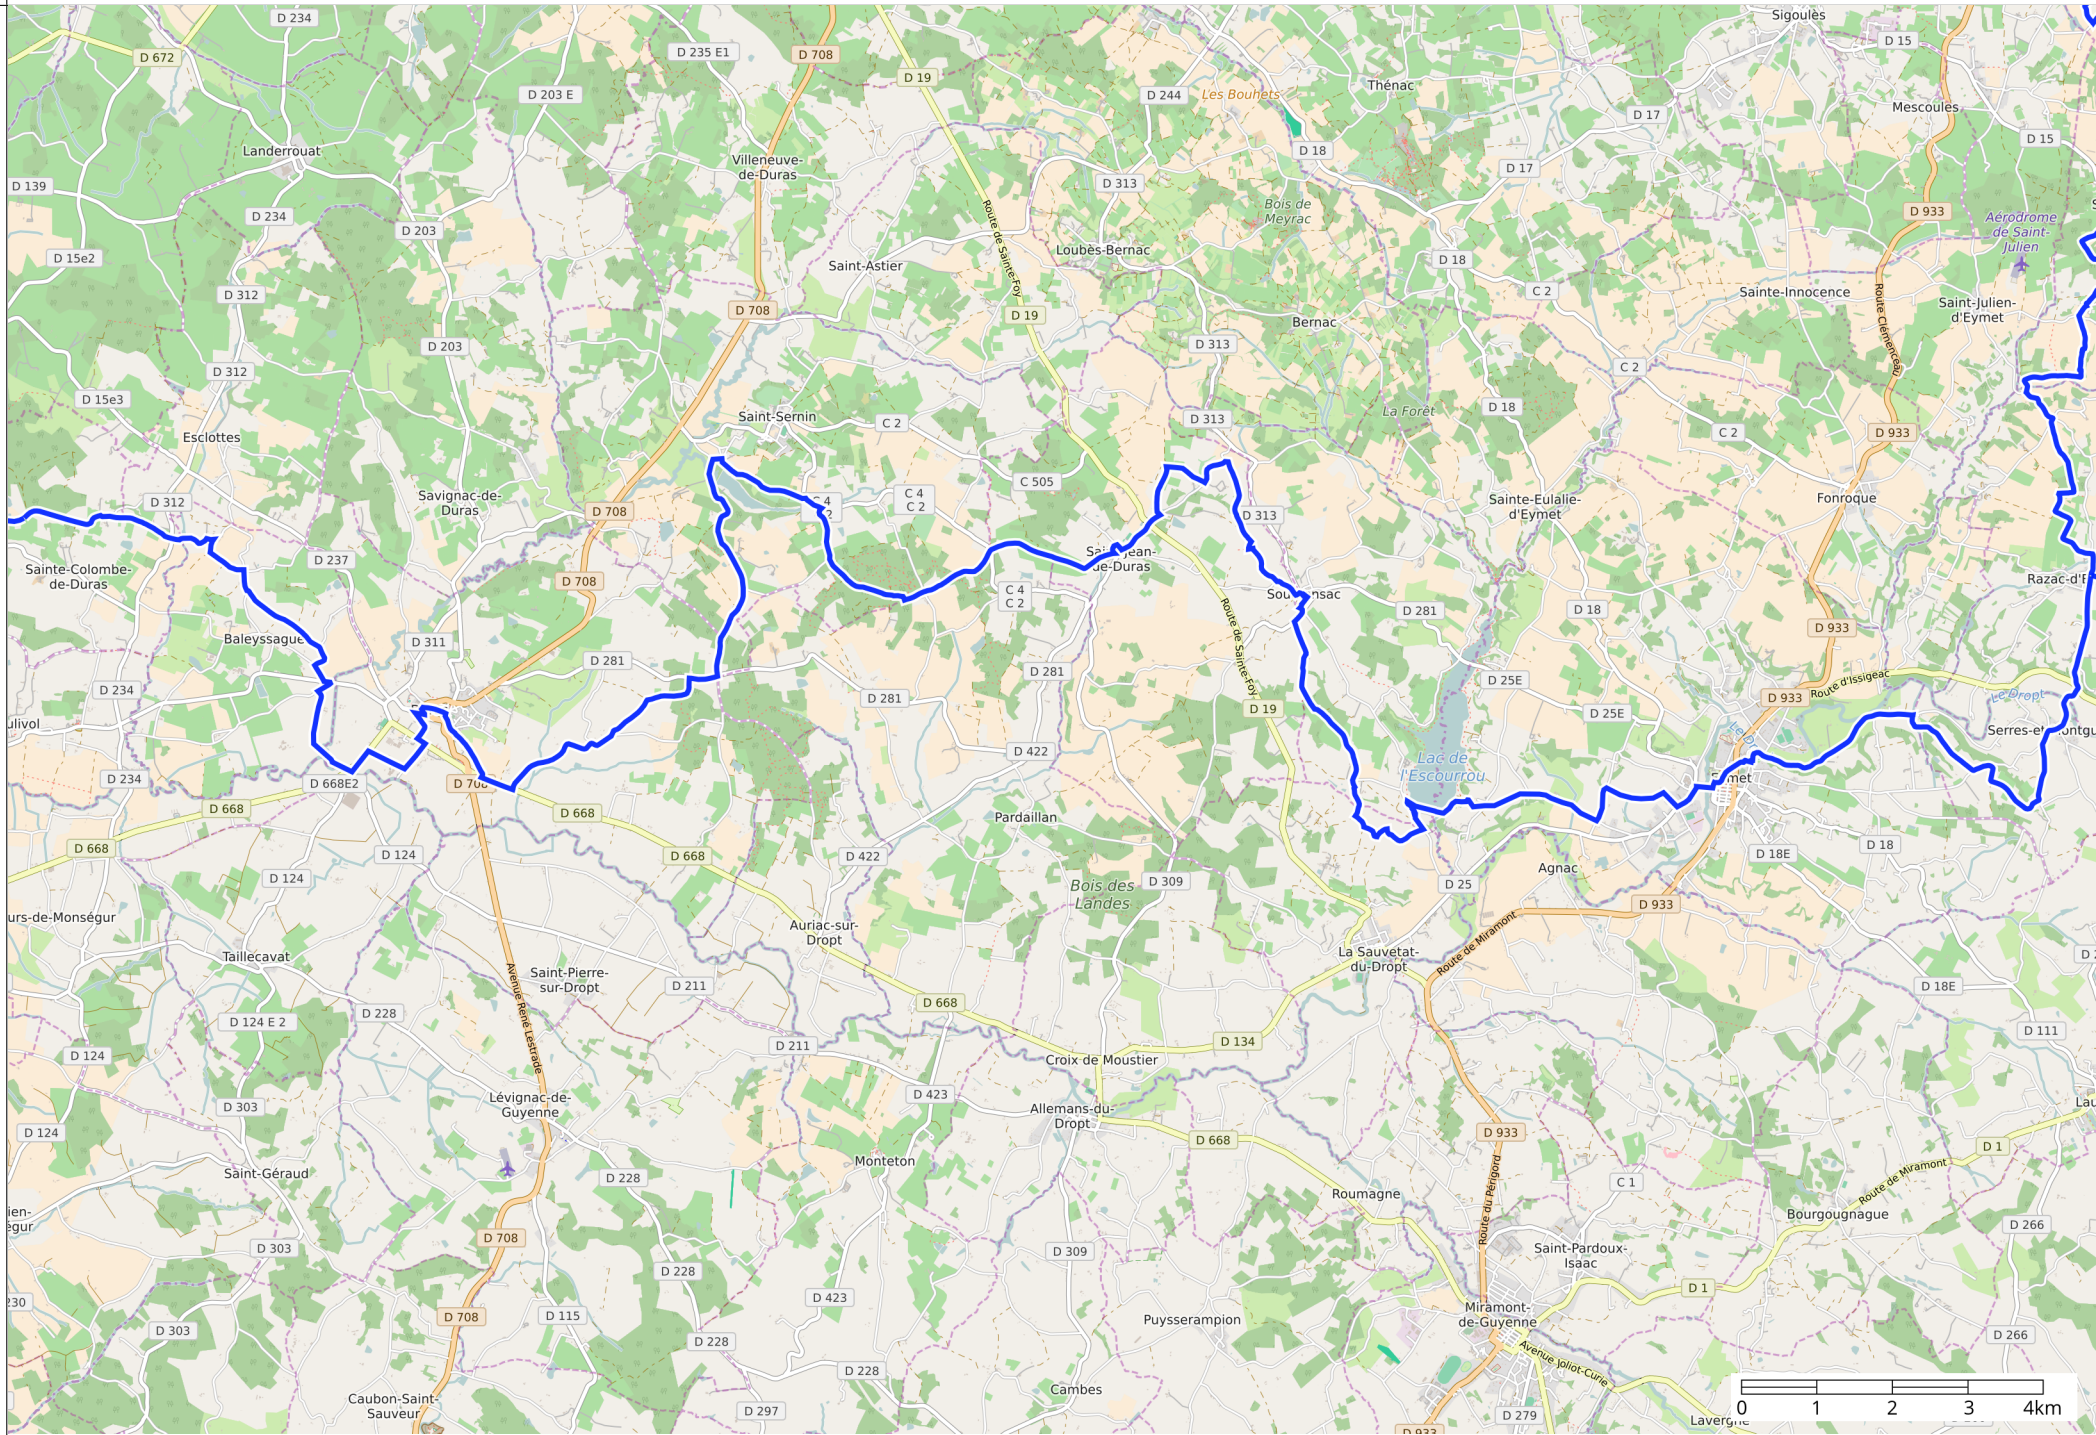 D 234
D 672
D 235 E1
D 708
D 19
D 203 E
D 244
Les Bouhets
Thénac
Sigoulès
D 15
D 17
Mescoules
D 15
Landerrouat
Villeneuve-
de-Duras
D 18
D 17
D 139
D 313
D 234
D 203
Bois de
Meyrac
D 933
Aérodrome
de Saint-
Julien
Route de Sainte-Foy
Loubès-Bernac
D 15e2
Saint-Astier
D 18
C 2
Sainte-Innocence
D 312
D 708
D 19
Bernac
Saint-Julien-
d'Eymet
Route Clémenceau
D 203
D 313
D 312
C 2
D 15e3
Saint-Sernin
C 2
D 313
La Forêt
D 18
C 2
D 933
Esclottes
C 505
D 312
Savignac-de-
Duras
D 708
C 4
C 2
D 313
Sainte-Eulalie-
d'Eymet
Fonroque
D 237
Sainte-Colombe-
de-Duras
D 708
C 4
C 2
D 281
D 18
D 933
Baleyssague
D 311
D 281
Route de Sainte-Foy
D 281
D 25E
Route d'Issigeac
D 234
D 281
D 19
D 25E
D 933
Le Dropt
D 422
Lac de
l'Escourrou
D 234
D 668E2
D 668
D 668
Pardaillan
D 668
D 124
D 668
D 422
D 309
Agnac
D 18E
D 18
D 124
Bois des
Landes
D 25
D 933
Auriac-sur-
Dropt
Route de Miramont
La Sauvetat-
du-Dropt
Taillecavat
Saint-Pierre-
sur-Dropt
D 211
D 668
D 18E
D 228
Avenue René Lestrade
D 124 E 2
D 111
D 124
D 211
D 134
Croix de Moustier
D 423
Lévignac-de-
Guyenne
D 303
Allemans-du-
Dropt
D 124
D 668
D 933
D 1
Saint-Géraud
Monteton
D 228
Route du Périgord
C 1
Route de Miramont
Roumagne
Bourgougnague
D 266
D 708
D 303
D 309
Saint-Pardoux-
Isaac
D 228
D 1
D 423
D 708
D 115
D 303
Puysserampion
Miramont-
de-Guyenne
D 228
D 266
Avenue Joliot-Curie
D 228
Cambes
Caubon-Saint-
Sauveur
D 297
D 279
D 933
0 1 2 3 4km